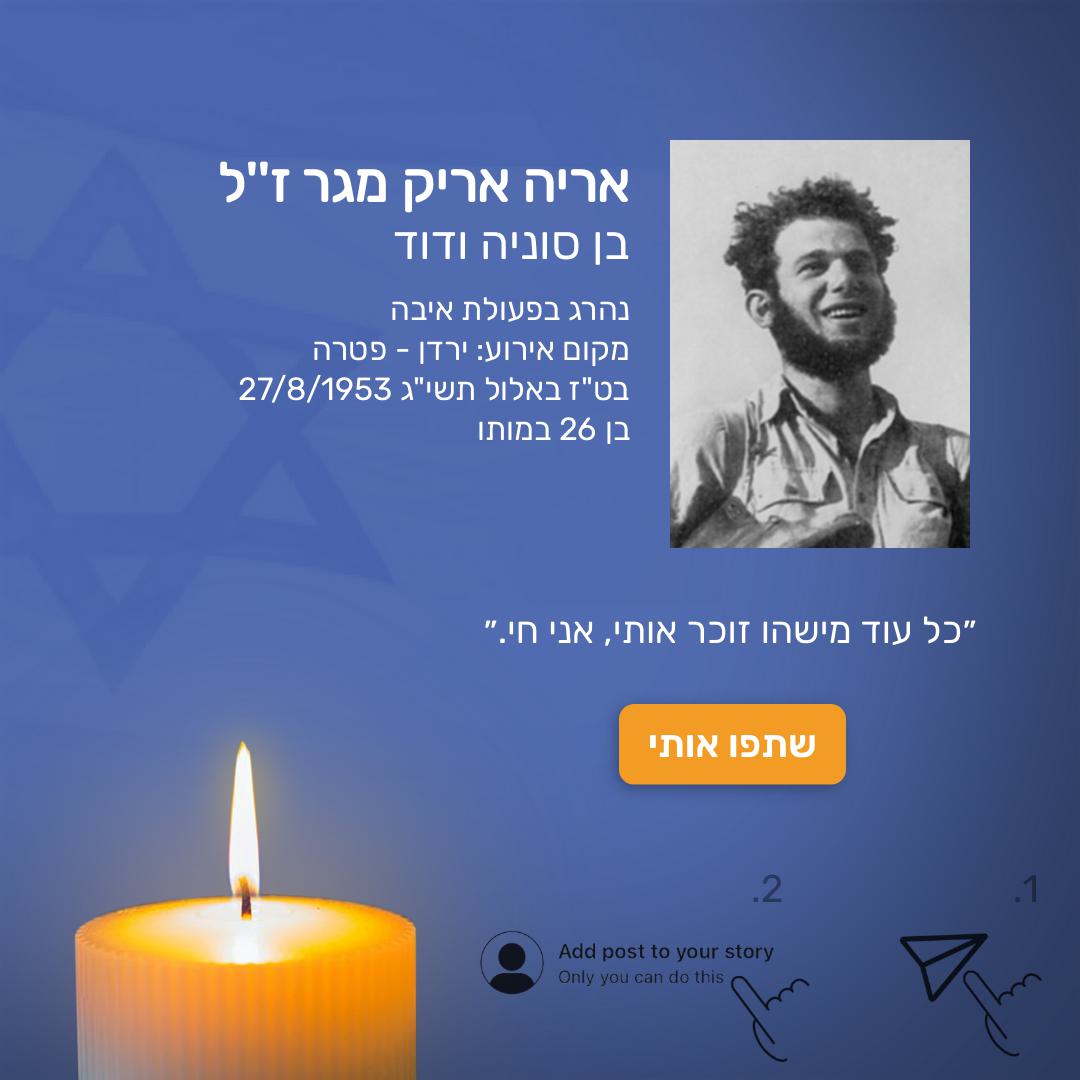 אריה אריק מגר ז"ל
בן סוניה ודוד
נהרג בפעולת איבה
מקום אירוע: ירדן - פטרה
בט"ז באלול תשי"ג 27/8/1953
בן 26 במותו
״כל עוד מישהו זוכר אותי, אני חי.״
שתפו אותי
1.
2.
Add post to your story
Only you can do this